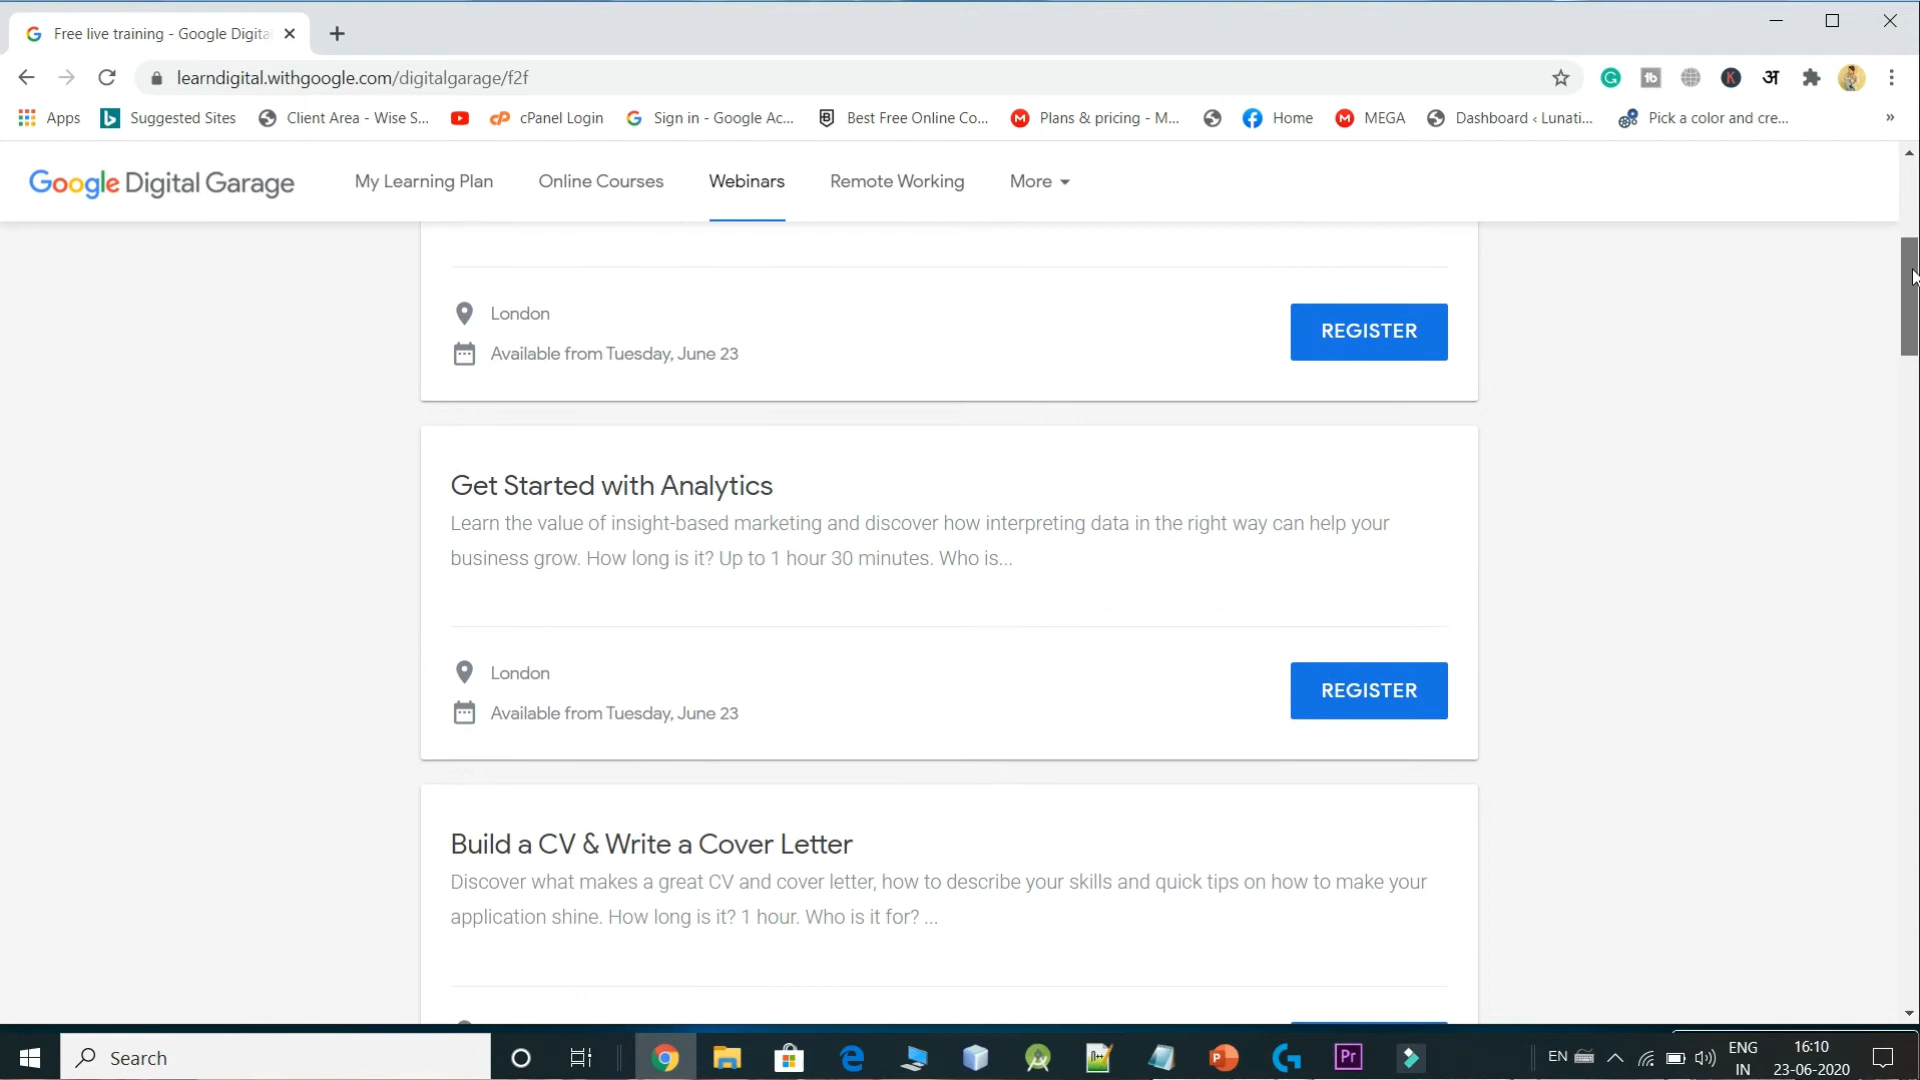 Free live training - Google Digita
learndigital.withgoogle.com/digitalgarage/f2f
Apps Suggested Sites Client Area - Wise S... cPanel Login Sign in - Google Ac... Best Free Online Co... Plans & pricing - M... Home MEGA Dashboard ‹ Lunati... Pick a color and cre... »
Google Digital Garage My Learning Plan Online Courses Webinars Remote Working More
London
REGISTER
Available from Tuesday, June 23
Get Started with Analytics
Learn the value of insight-based marketing and discover how interpreting data in the right way can help your
business grow. How long is it? Up to 1 hour 30 minutes. Who is...
London
REGISTER
Available from Tuesday, June 23
Build a CV & Write a Cover Letter
Discover what makes a great CV and cover letter, how to describe your skills and quick tips on how to make your
application shine. How long is it? 1 hour. Who is it for? ...
Search
Pr
EN
ENG
IN
16:10
23-06-2020